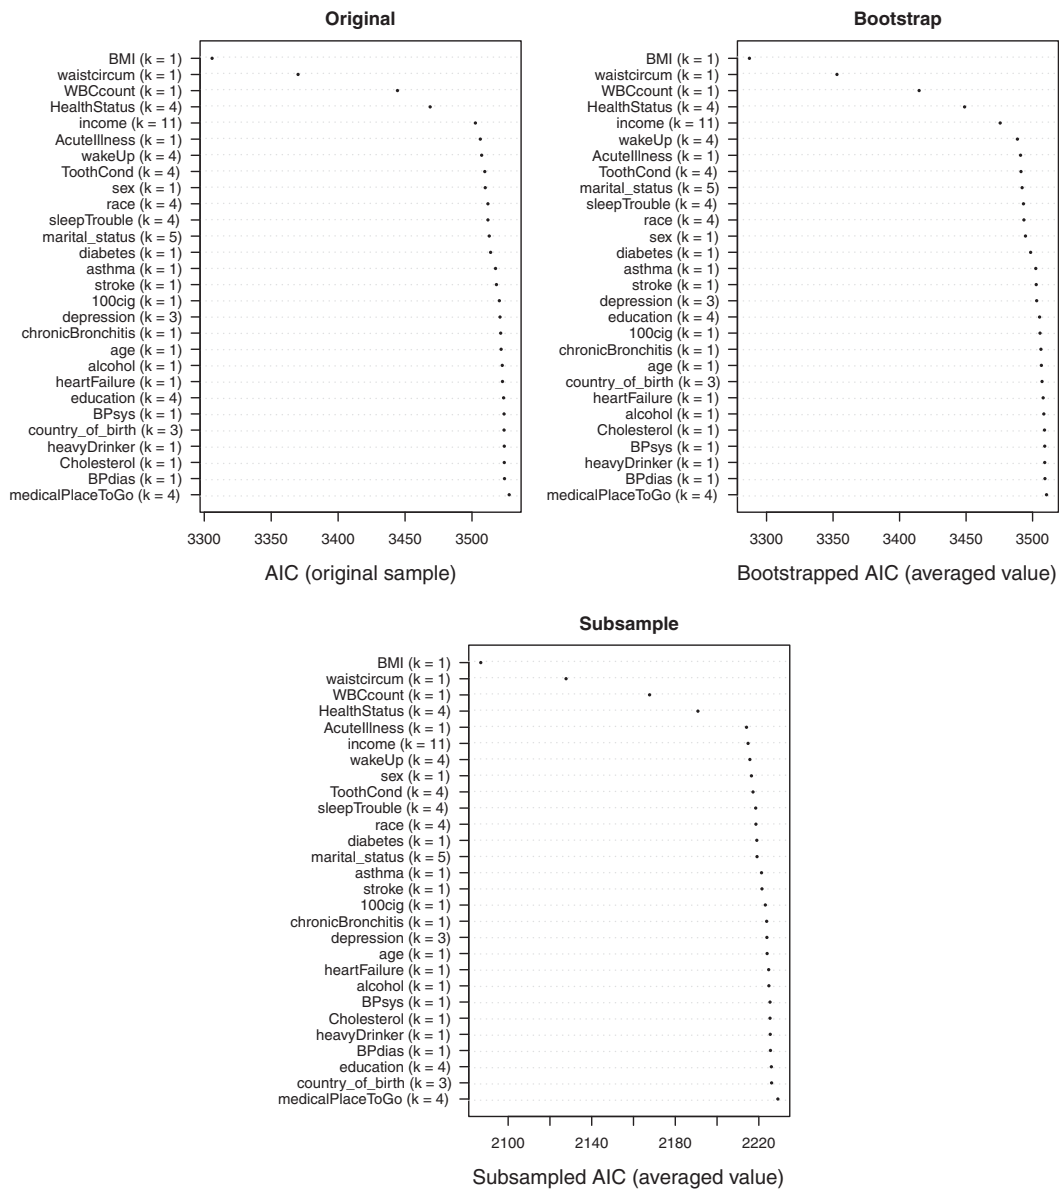 Original
BMI (k = 1)
waistcircum (k = 1)
WBCcount (k = 1)
HealthStatus (k = 4)
income (k = 11)
AcuteIllness (k = 1)
wakeUp (k = 4)
ToothCond (k = 4)
sex (k = 1)
race (k = 4)
sleepTrouble (k = 4)
marital_status (k = 5)
diabetes (k = 1)
asthma (k = 1)
stroke (k = 1)
100cig (k = 1)
depression (k = 3)
chronicBronchitis (k = 1)
age (k = 1)
alcohol (k = 1)
heartFailure (k = 1)
education (k = 4)
BPsys (k = 1)
country_of_birth (k = 3)
heavyDrinker (k = 1)
Cholesterol (k = 1)
BPdias (k = 1)
medicalPlaceToGo (k = 4)
3300 3350 3400 3450 3500
AIC (original sample)
Bootstrap
BMI (k = 1)
waistcircum (k = 1)
WBCcount (k = 1)
HealthStatus (k = 4)
income (k = 11)
wakeUp (k = 4)
AcuteIllness (k = 1)
ToothCond (k = 4)
marital_status (k = 5)
sleepTrouble (k = 4)
race (k = 4)
sex (k = 1)
diabetes (k = 1)
asthma (k = 1)
stroke (k = 1)
depression (k = 3)
education (k = 4)
100cig (k = 1)
chronicBronchitis (k = 1)
age (k = 1)
country_of_birth (k = 3)
heartFailure (k = 1)
alcohol (k = 1)
Cholesterol (k = 1)
BPsys (k = 1)
heavyDrinker (k = 1)
BPdias (k = 1)
medicalPlaceToGo (k = 4)
3300 3350 3400 3450 3500
Bootstrapped AIC (averaged value)
Subsample
BMI (k = 1)
waistcircum (k = 1)
WBCcount (k = 1)
HealthStatus (k = 4)
AcuteIllness (k = 1)
income (k = 11)
wakeUp (k = 4)
sex (k = 1)
ToothCond (k = 4)
sleepTrouble (k = 4)
race (k = 4)
diabetes (k = 1)
marital_status (k = 5)
asthma (k = 1)
stroke (k = 1)
100cig (k = 1)
chronicBronchitis (k = 1)
depression (k = 3)
age (k = 1)
heartFailure (k = 1)
alcohol (k = 1)
BPsys (k = 1)
Cholesterol (k = 1)
heavyDrinker (k = 1)
BPdias (k = 1)
education (k = 4)
country_of_birth (k = 3)
medicalPlaceToGo (k = 4)
2100 2140 2180 2220
Subsampled AIC (averaged value)